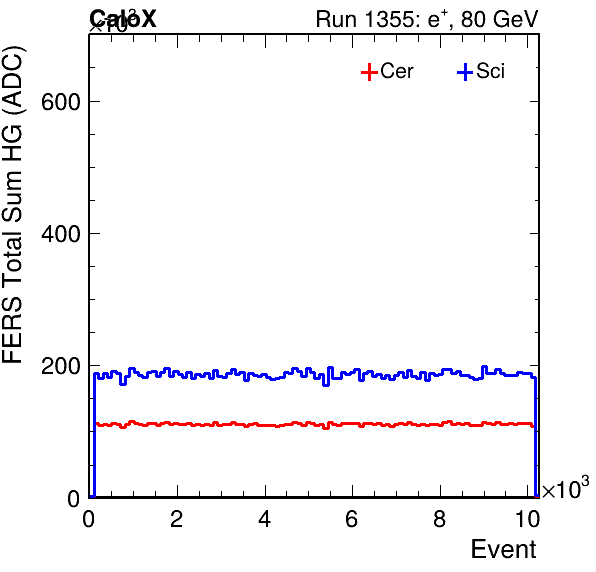 CaloX
×10³
Run 1355: e⁺, 80 GeV
FERS Total Sum HG (ADC)
Cer
Sci
600
400
200
0
0 2 4 6 8 10
×10³
Event